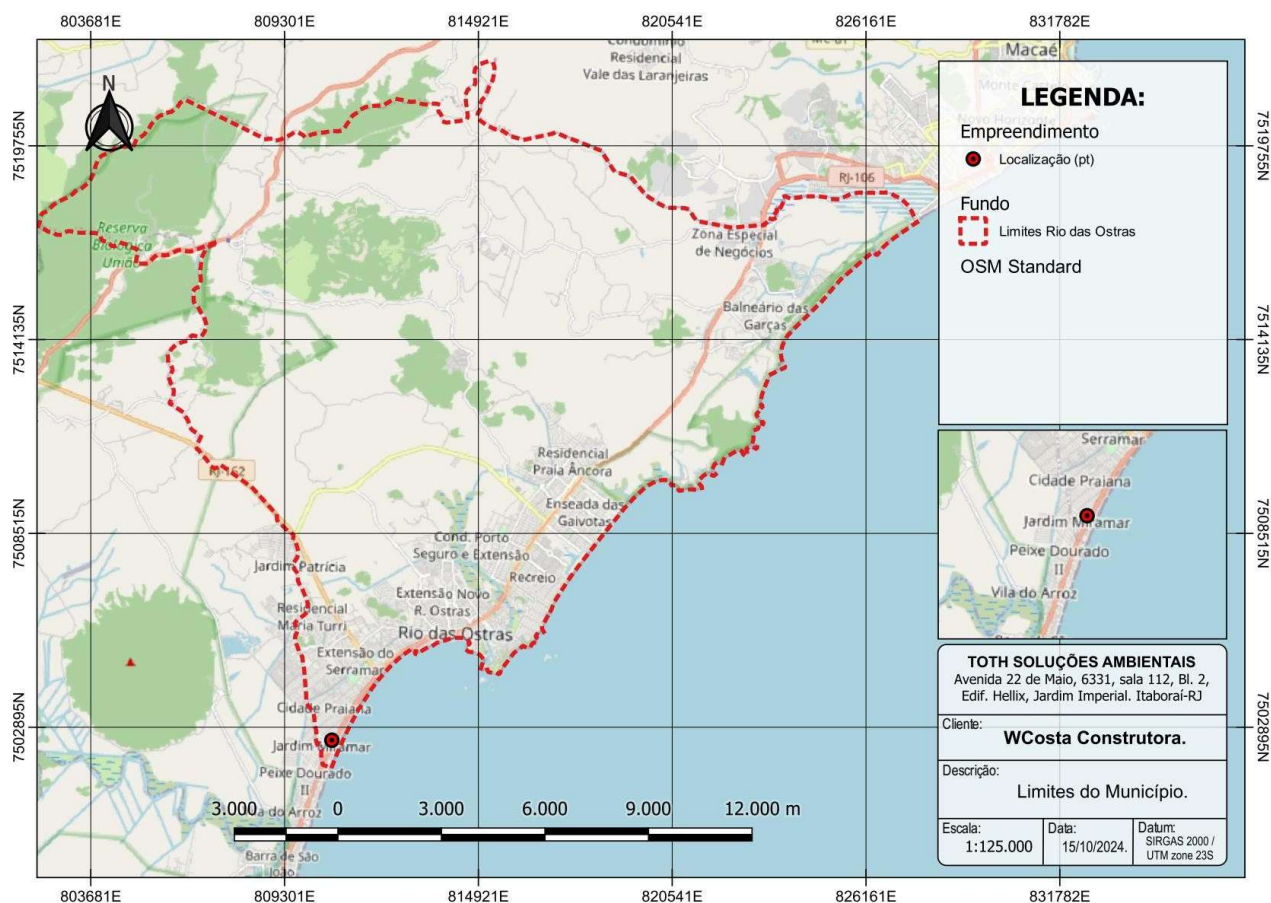 803681E 809301E 814921E 820541E 826161E 831782E
N
Condomínio
Residencial
Vale das Laranjeiras
Macaé
RJ-106
Reserva
Biológica
União
Zona Especial
de Negócios
Balneário das
Garças
RJ-162
Residencial
Praia Âncora
Enseada das
Gaivotas
Cond. Porto
Seguro e Extensão
Recreio
Jardim Patrícia
Extensão Novo
R. Ostras
Residencial
Maria Turri
Rio das Ostras
Extensão do
Serramar
Cidade Praiana
Jardim Miramar
Peixe Dourado
II
Vila do Arroz
Barra de São
João
3.000 0 3.000 6.000 9.000 12.000 m
7519755N
7514135N
7508515N
7502895N
7519755N
7514135N
7508515N
7502895N
LEGENDA:
Empreendimento
Localização (pt)
Fundo
Limites Rio das Ostras
OSM Standard
Novo Horizonte
Serramar
Cidade Praiana
Jardim Miramar
Peixe Dourado
II
Vila do Arroz
TOTH SOLUÇÕES AMBIENTAIS
Avenida 22 de Maio, 6331, sala 112, Bl. 2,
Edif. Hellix, Jardim Imperial. Itaboraí-RJ
Cliente:
WCosta Construtora.
Descrição:
Limites do Município.
Escala:
1:125.000
Data:
15/10/2024.
Datum:
SIRGAS 2000 /
UTM zone 23S
803681E 809301E 814921E 820541E 826161E 831782E